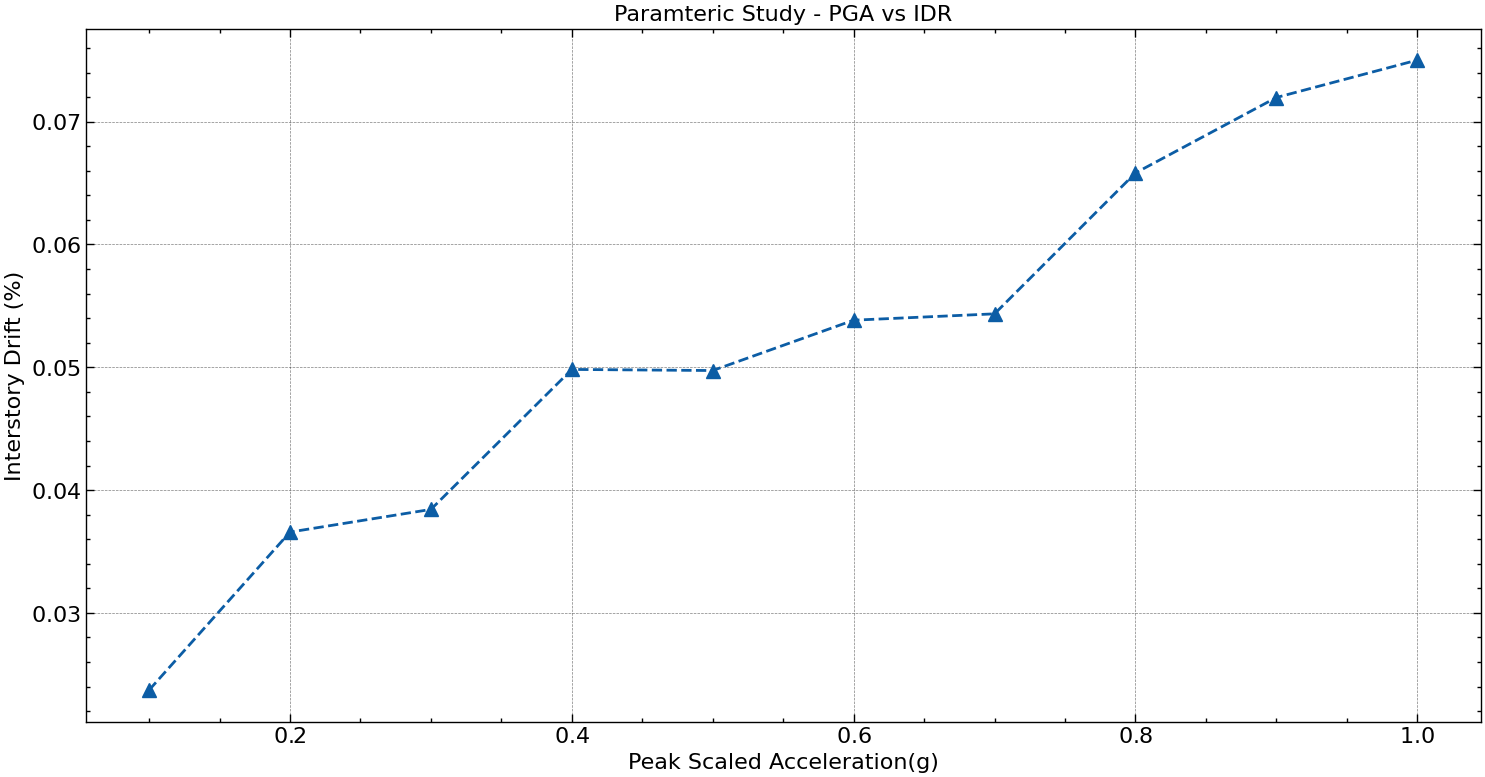 Paramteric Study - PGA vs IDR
0.07
0.06
0.05
0.04
0.03
Interstory Drift (%)
0.2 0.4 0.6 0.8 1.0
Peak Scaled Acceleration(g)